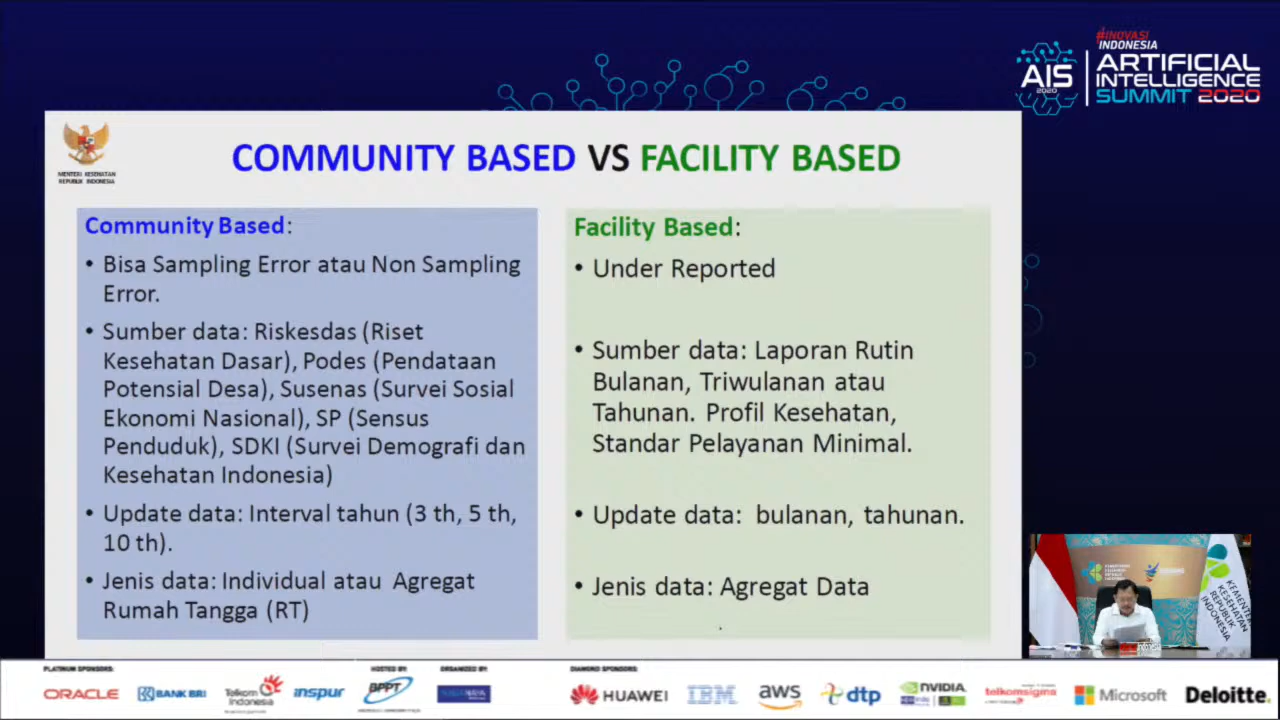 #INOVASI
INDONESIA
AIS
2020
ARTIFICIAL
INTELLIGENCE
SUMMIT 2020
MENTERI KESEHATAN
REPUBLIK INDONESIA
COMMUNITY BASED VS FACILITY BASED
Community Based:
• Bisa Sampling Error atau Non Sampling
Error.
• Sumber data: Riskesdas (Riset
Kesehatan Dasar), Podes (Pendataan
Potensial Desa), Susenas (Survei Sosial
Ekonomi Nasional), SP (Sensus
Penduduk), SDKI (Survei Demografi dan
Kesehatan Indonesia)
• Update data: Interval tahun (3 th, 5 th,
10 th).
• Jenis data: Individual atau Agregat
Rumah Tangga (RT)
Facility Based:
• Under Reported
• Sumber data: Laporan Rutin
Bulanan, Triwulanan atau
Tahunan. Profil Kesehatan,
Standar Pelayanan Minimal.
• Update data: bulanan, tahunan.
• Jenis data: Agregat Data
KESEHATAN
REPUBLIK
INDONESIA
PLATINUM SPONSORS:
ORACLE
BANK BRI
Telkom
Indonesia
inspur
HOSTED BY:
BPPT
ORGANIZED BY:
DIAMOND SPONSORS:
HUAWEI
IBM
aws
dtp
NVIDIA
telkomsigma
Microsoft
Deloitte.